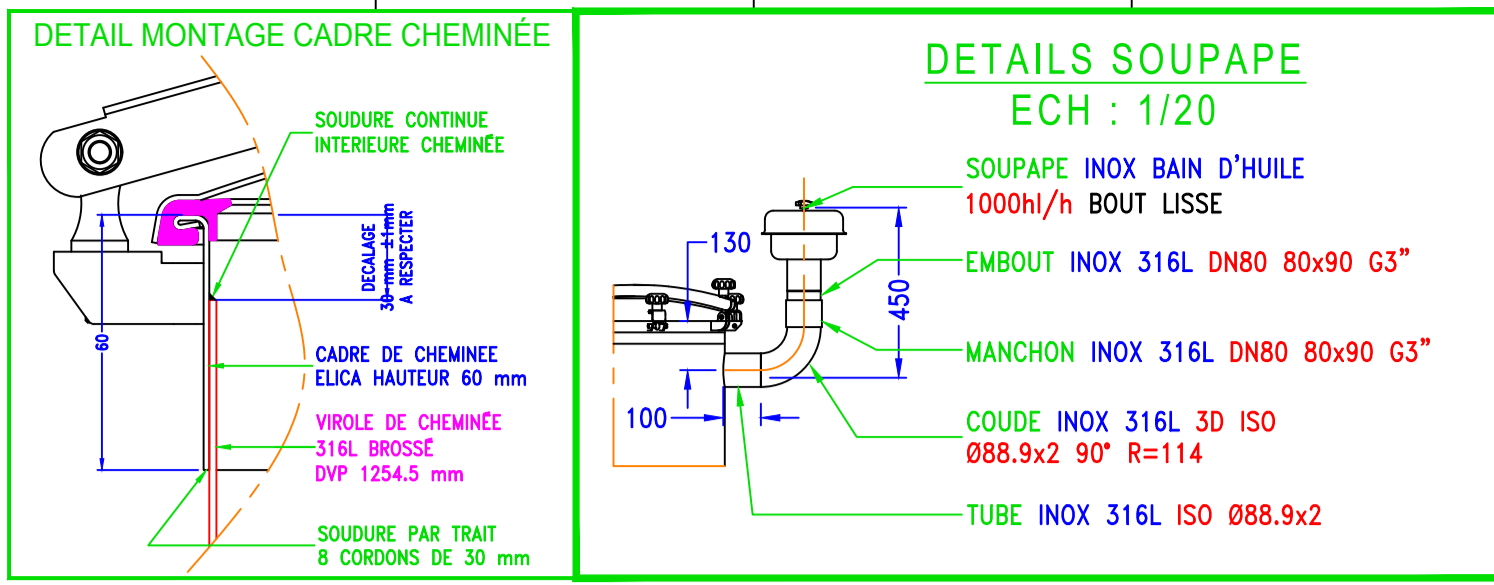 DETAIL MONTAGE CADRE CHEMINÉE
SOUDURE CONTINUE
INTERIEURE CHEMINÉE
DECALAGE
30 mm ±1mm
A RESPECTER
60
CADRE DE CHEMINEE
ELICA HAUTEUR 60 mm
VIROLE DE CHEMINÉE
316L BROSSÉ
DVP 1254.5 mm
SOUDURE PAR TRAIT
8 CORDONS DE 30 mm
DETAILS SOUPAPE
ECH : 1/20
SOUPAPE INOX BAIN D'HUILE
1000hl/h BOUT LISSE
130
EMBOUT INOX 316L DN80 80x90 G3"
450
MANCHON INOX 316L DN80 80x90 G3"
100
COUDE INOX 316L 3D ISO
Ø88.9x2 90° R=114
TUBE INOX 316L ISO Ø88.9x2